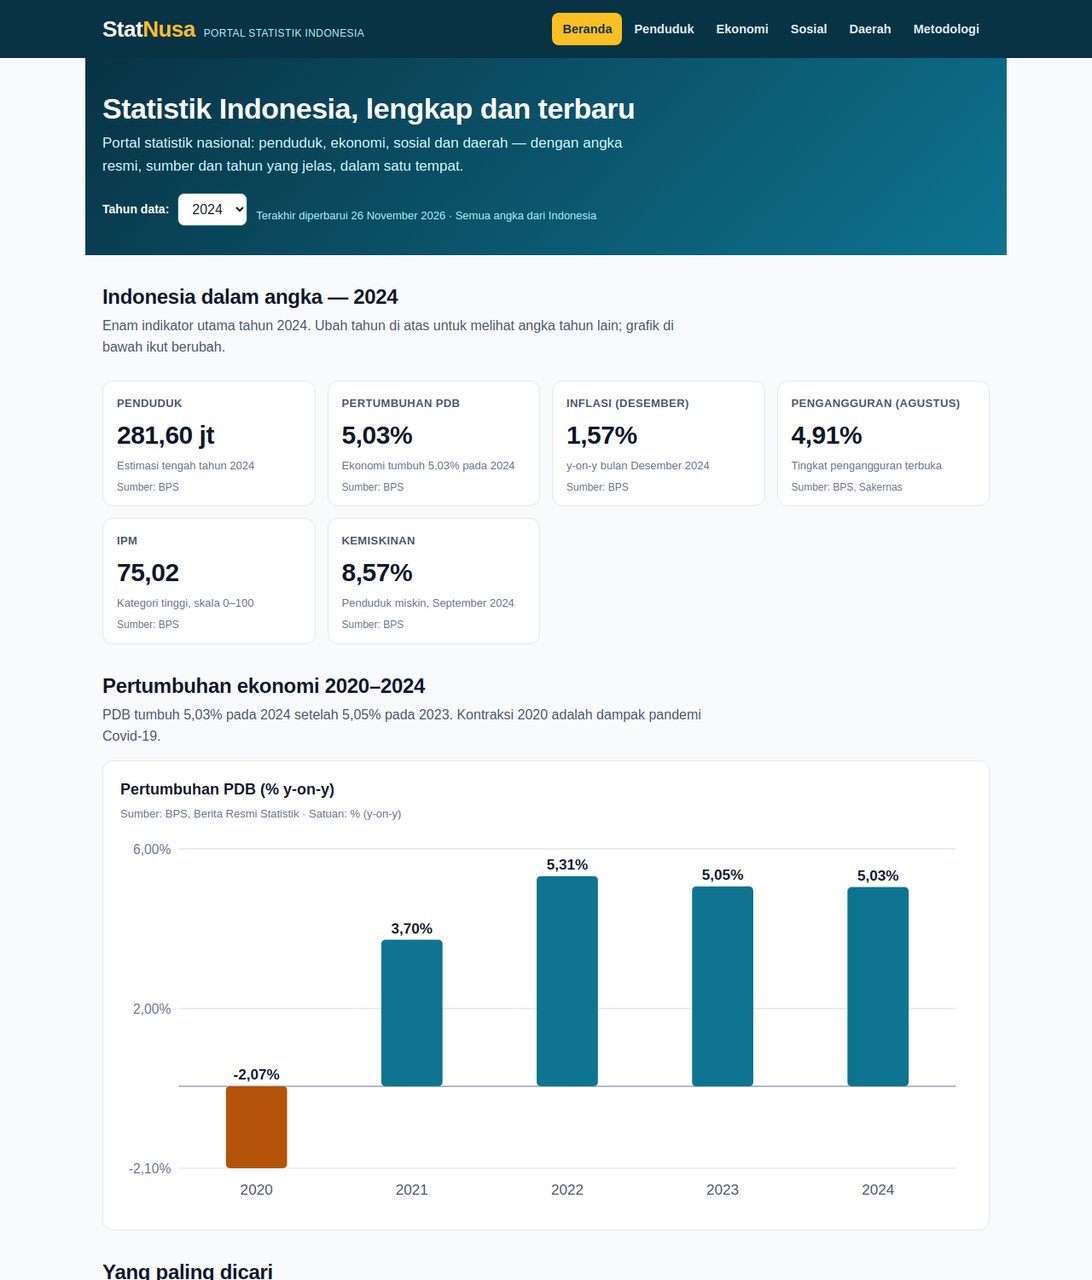 StatNusa PORTAL STATISTIK INDONESIA
Beranda Penduduk Ekonomi Sosial Daerah Metodologi
Statistik Indonesia, lengkap dan terbaru
Portal statistik nasional: penduduk, ekonomi, sosial dan daerah — dengan angka
resmi, sumber dan tahun yang jelas, dalam satu tempat.
Tahun data: 2024 Terakhir diperbarui 26 November 2026 · Semua angka dari Indonesia
Indonesia dalam angka — 2024
Enam indikator utama tahun 2024. Ubah tahun di atas untuk melihat angka tahun lain; grafik di
bawah ikut berubah.
PENDUDUK
281,60 jt
Estimasi tengah tahun 2024
Sumber: BPS
PERTUMBUHAN PDB
5,03%
Ekonomi tumbuh 5,03% pada 2024
Sumber: BPS
INFLASI (DESEMBER)
1,57%
y-on-y bulan Desember 2024
Sumber: BPS
PENGANGGURAN (AGUSTUS)
4,91%
Tingkat pengangguran terbuka
Sumber: BPS, Sakernas
IPM
75,02
Kategori tinggi, skala 0–100
Sumber: BPS
KEMISKINAN
8,57%
Penduduk miskin, September 2024
Sumber: BPS
Pertumbuhan ekonomi 2020–2024
PDB tumbuh 5,03% pada 2024 setelah 5,05% pada 2023. Kontraksi 2020 adalah dampak pandemi
Covid-19.
Pertumbuhan PDB (% y-on-y)
Sumber: BPS, Berita Resmi Statistik · Satuan: % (y-on-y)
6,00%
5,31%
5,05%
5,03%
3,70%
2,00%
-2,07%
-2,10%
2020 2021 2022 2023 2024
Yang paling dicari